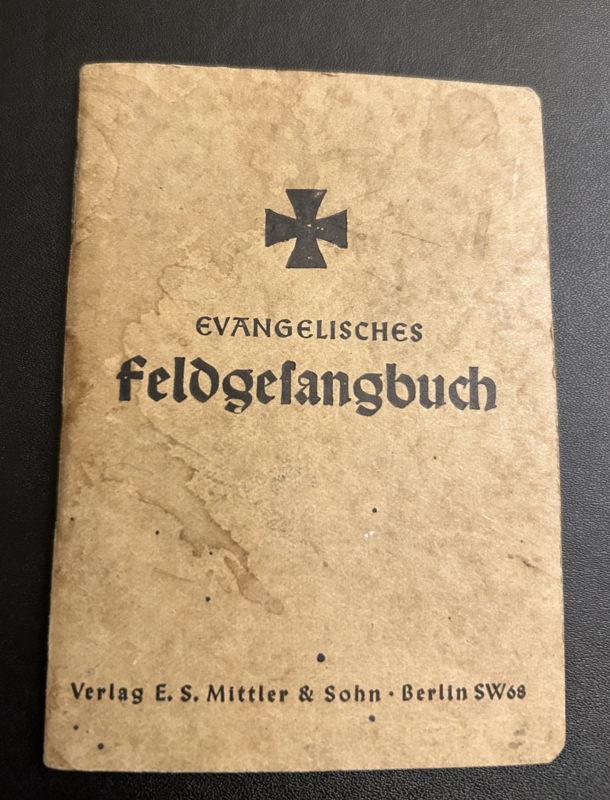 EVANGELISCHES
Feldgeſangbuch
Verlag E. S. Mittler & Sohn · Berlin SW68